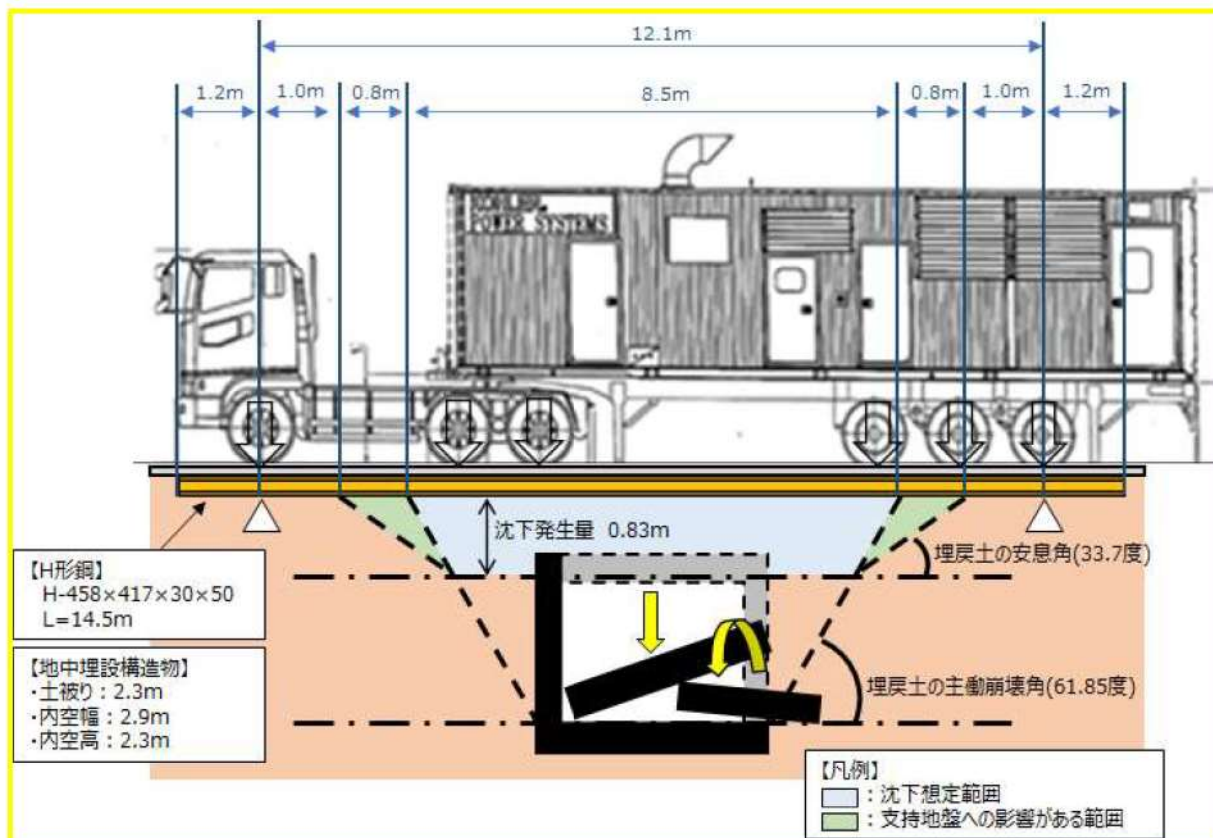 12.1m
1.2m
1.0m
0.8m
8.5m
0.8m
1.0m
1.2m
POWER SYSTEMS
沈下発生量 0.83m
埋戻土の安息角(33.7度)
【H形鋼】
H-458×417×30×50
L=14.5m
【地中埋設構造物】
・土被り:2.3m
・内空幅:2.9m
・内空高:2.3m
埋戻土の主働崩壊角(61.85度)
【凡例】
:沈下想定範囲
:支持地盤への影響がある範囲